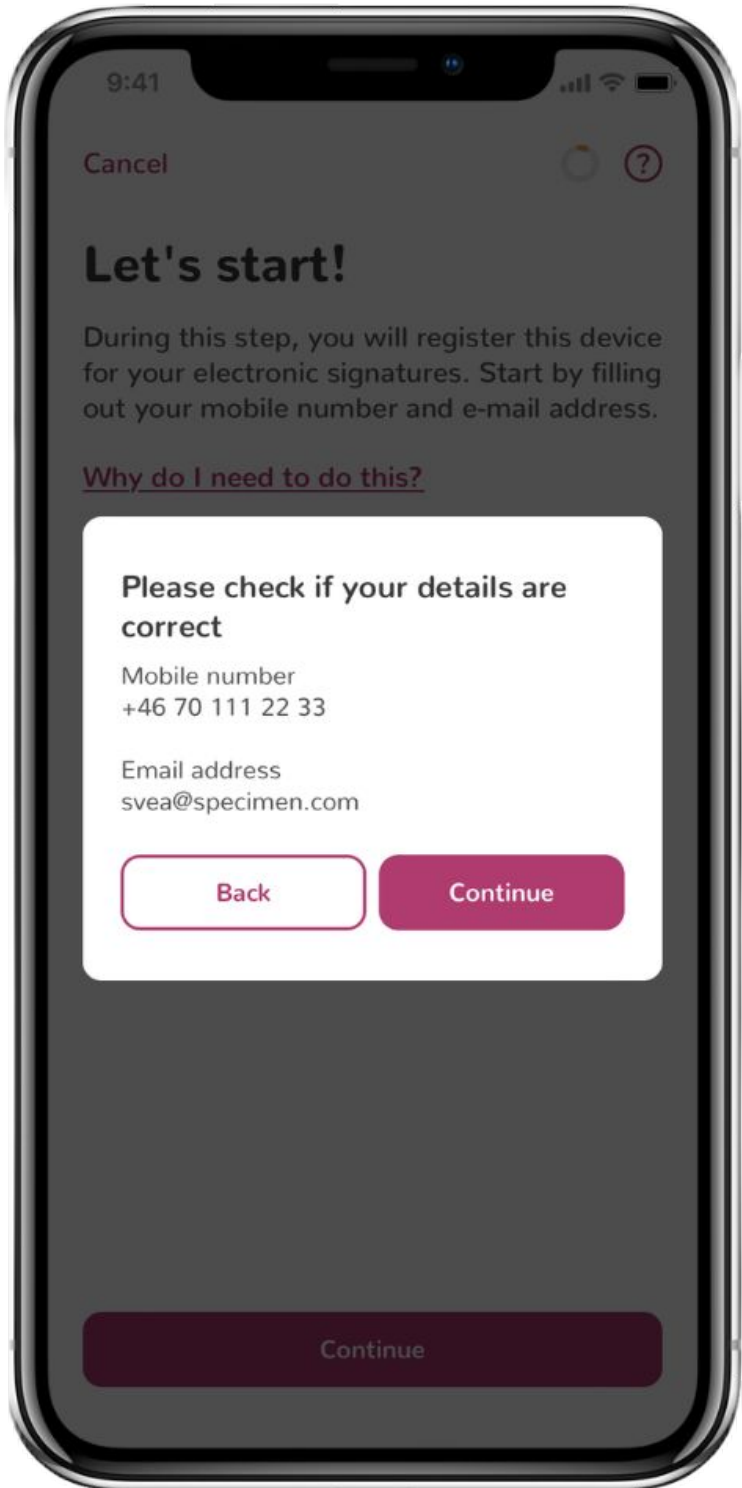 9:41
Cancel
?
Let's start!
During this step, you will register this device
for your electronic signatures. Start by filling
out your mobile number and e-mail address.
Why do I need to do this?
Please check if your details are
correct
Mobile number
+46 70 111 22 33
Email address
svea@specimen.com
Back
Continue
Continue